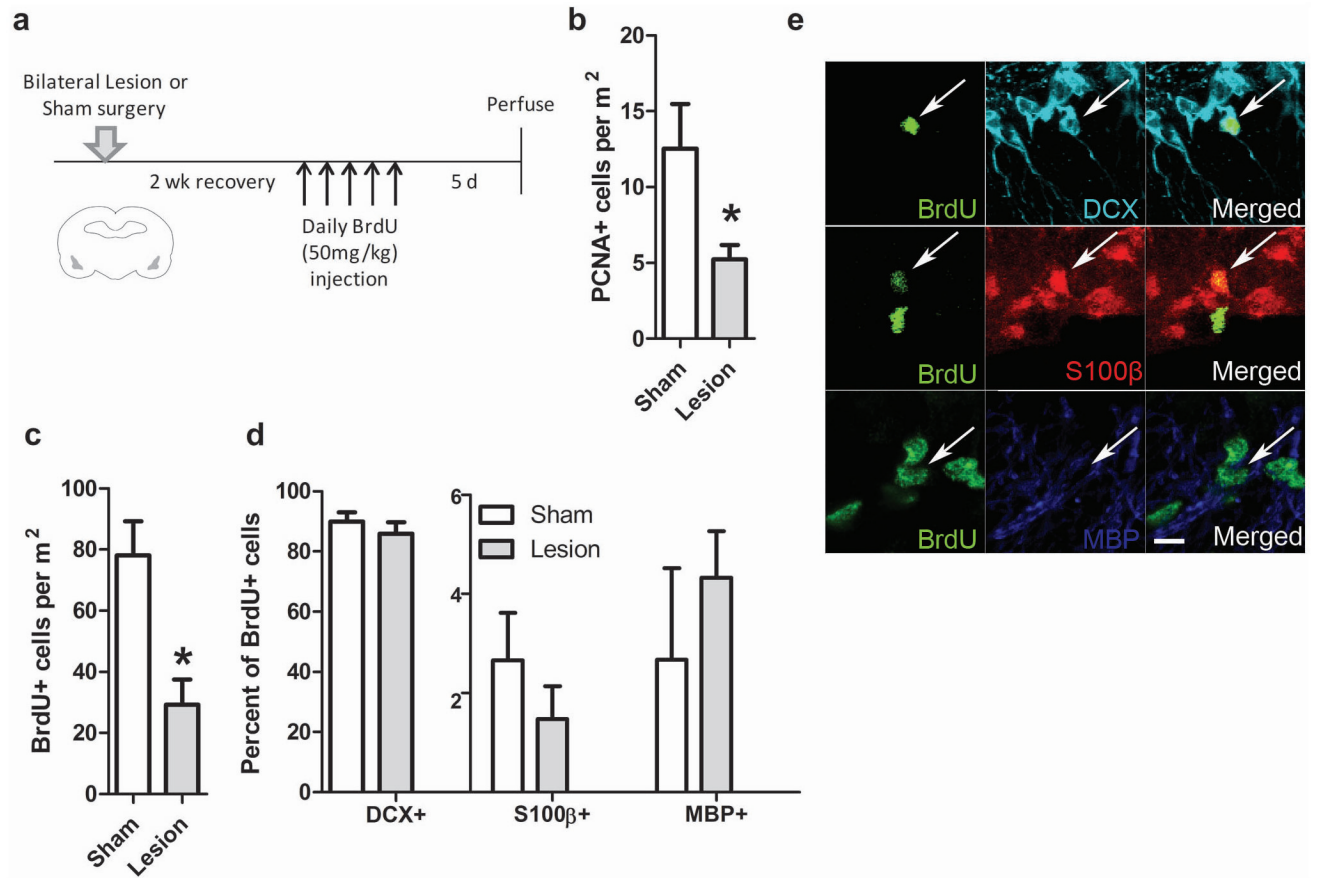 a
Bilateral Lesion or
Sham surgery
Perfuse
2 wk recovery
5 d
Daily BrdU
(50mg/kg)
injection
b
PCNA+ cells per m²
20
15
10
5
0
Sham
Lesion
*
c
BrdU+ cells per m²
100
80
60
40
20
0
Sham
Lesion
*
d
Percent of BrdU+ cells
100
80
60
40
20
0
6
4
2
Sham
Lesion
DCX+
S100β+
MBP+
e
BrdU
DCX
Merged
BrdU
S100β
Merged
BrdU
MBP
Merged